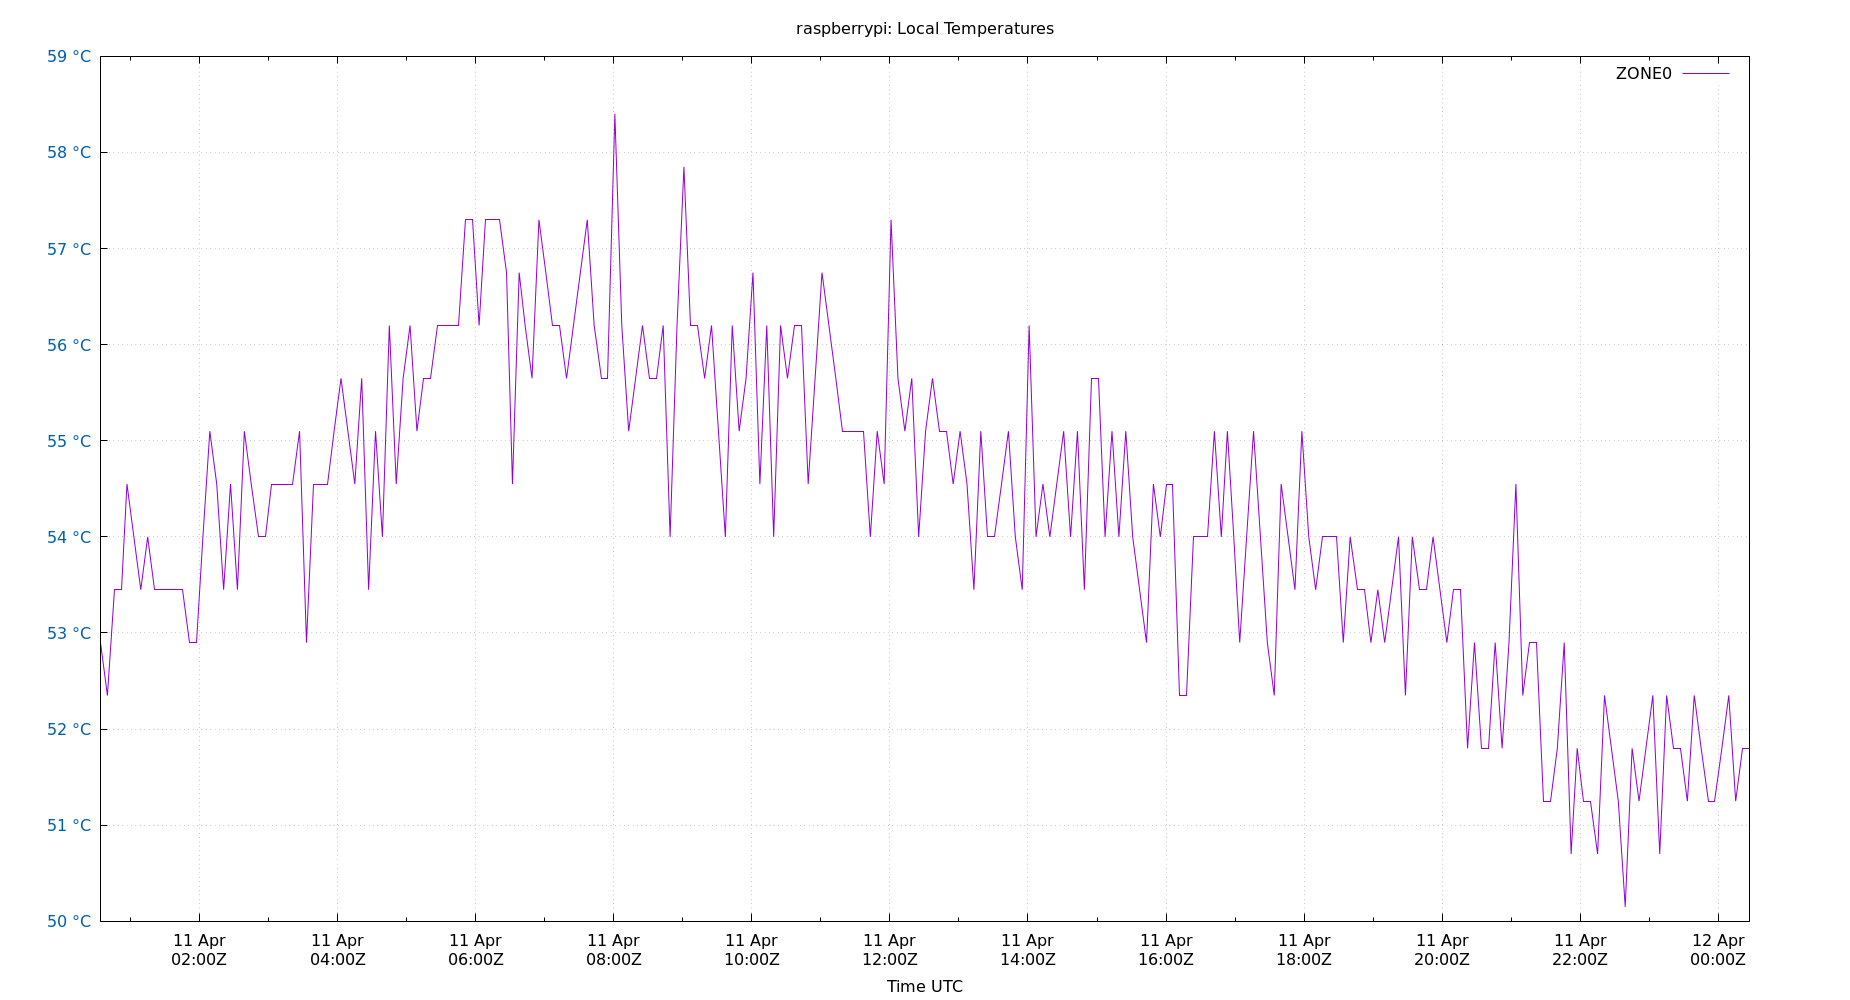 raspberrypi: Local Temperatures
59 °C
ZONE0
58 °C
57 °C
56 °C
55 °C
54 °C
53 °C
52 °C
51 °C
50 °C
11 Apr 11 Apr 11 Apr 11 Apr 11 Apr 11 Apr 11 Apr 11 Apr 11 Apr 11 Apr 11 Apr 12 Apr
02:00Z 04:00Z 06:00Z 08:00Z 10:00Z 12:00Z 14:00Z 16:00Z 18:00Z 20:00Z 22:00Z 00:00Z
Time UTC